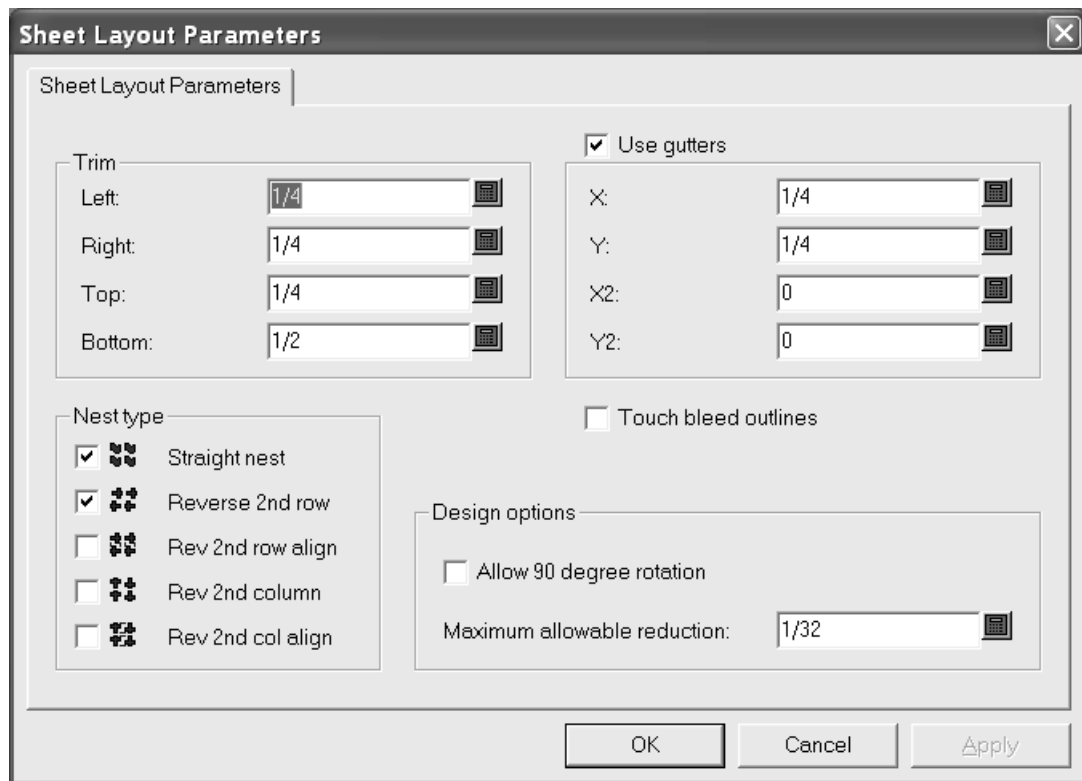 Sheet Layout Parameters
Sheet Layout Parameters
Trim
Left: 1/4
Right: 1/4
Top: 1/4
Bottom: 1/2
Use gutters
X: 1/4
Y: 1/4
X2: 0
Y2: 0
Nest type
Straight nest
Reverse 2nd row
Rev 2nd row align
Rev 2nd column
Rev 2nd col align
Touch bleed outlines
Design options
Allow 90 degree rotation
Maximum allowable reduction: 1/32
OK Cancel Apply